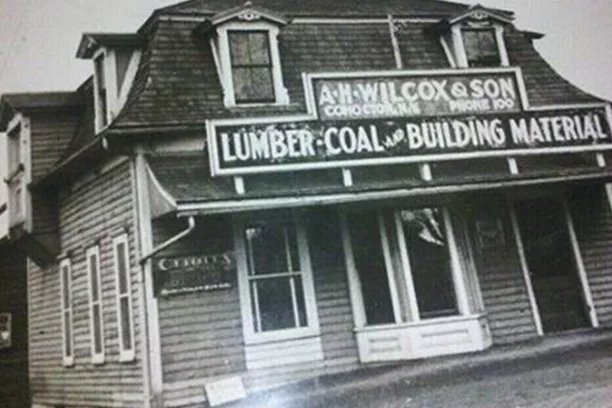 A·H·WILCOX & SON
COHOCTON, N.Y. PHONE 100
LUMBER-COAL AND BUILDING MATERIAL